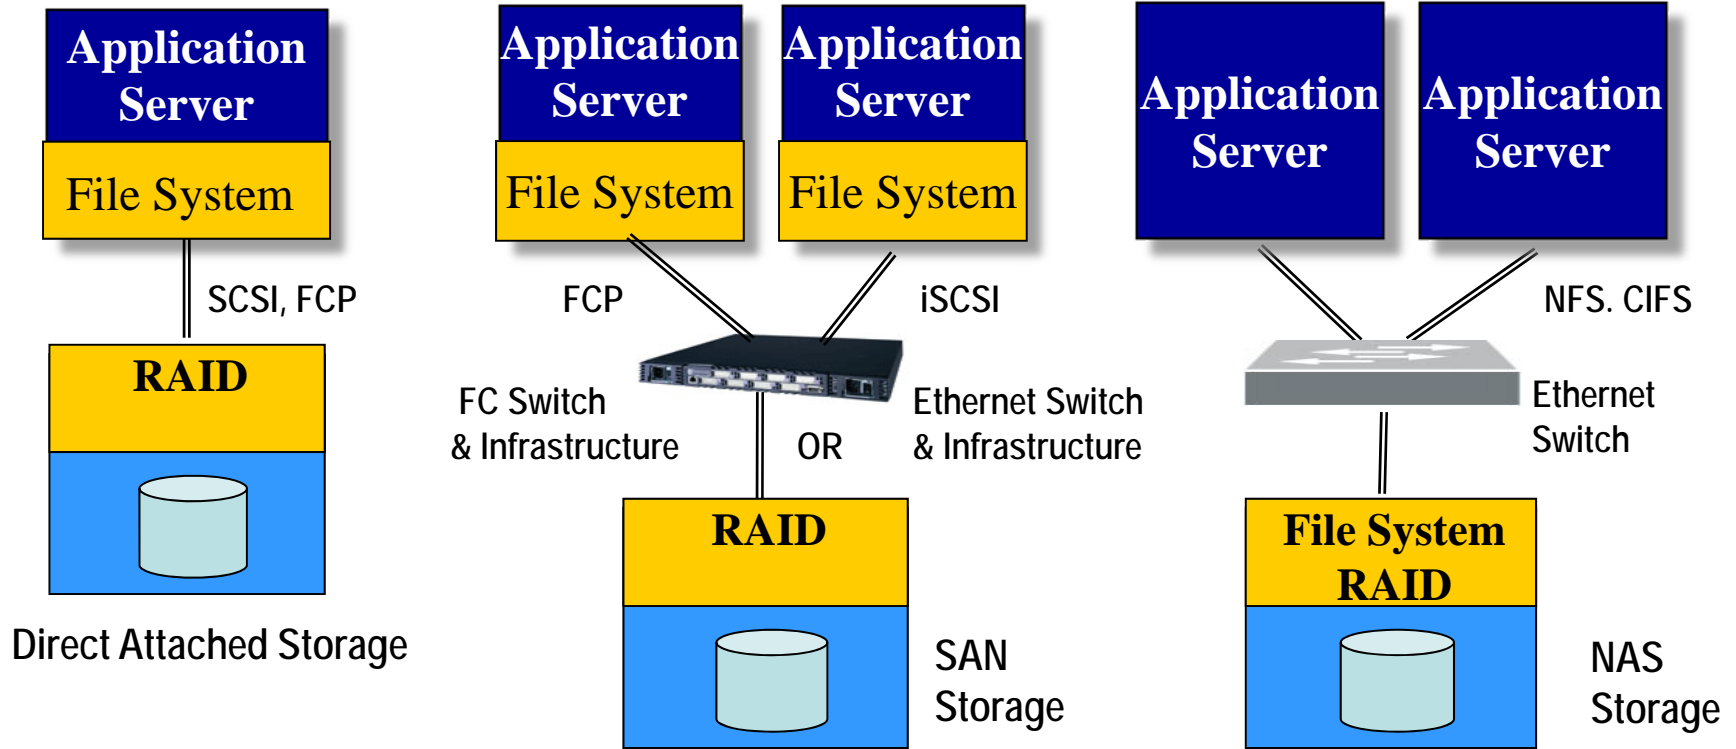 Application
Server
File System
SCSI, FCP
RAID
Direct Attached Storage
Application
Server
File System
Application
Server
File System
FCP
iSCSI
FC Switch
& Infrastructure
OR
Ethernet Switch
& Infrastructure
RAID
SAN
Storage
Application
Server
Application
Server
NFS. CIFS
Ethernet
Switch
File System
RAID
NAS
Storage